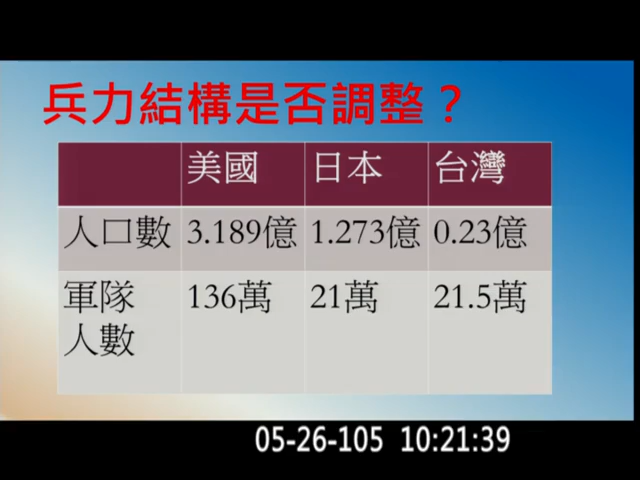 兵力結構是否調整？
美國 日本 台灣
人口數 3.189億 1.273億 0.23億
軍隊 136萬 21萬 21.5萬
人數
05-26-105 10:21:39